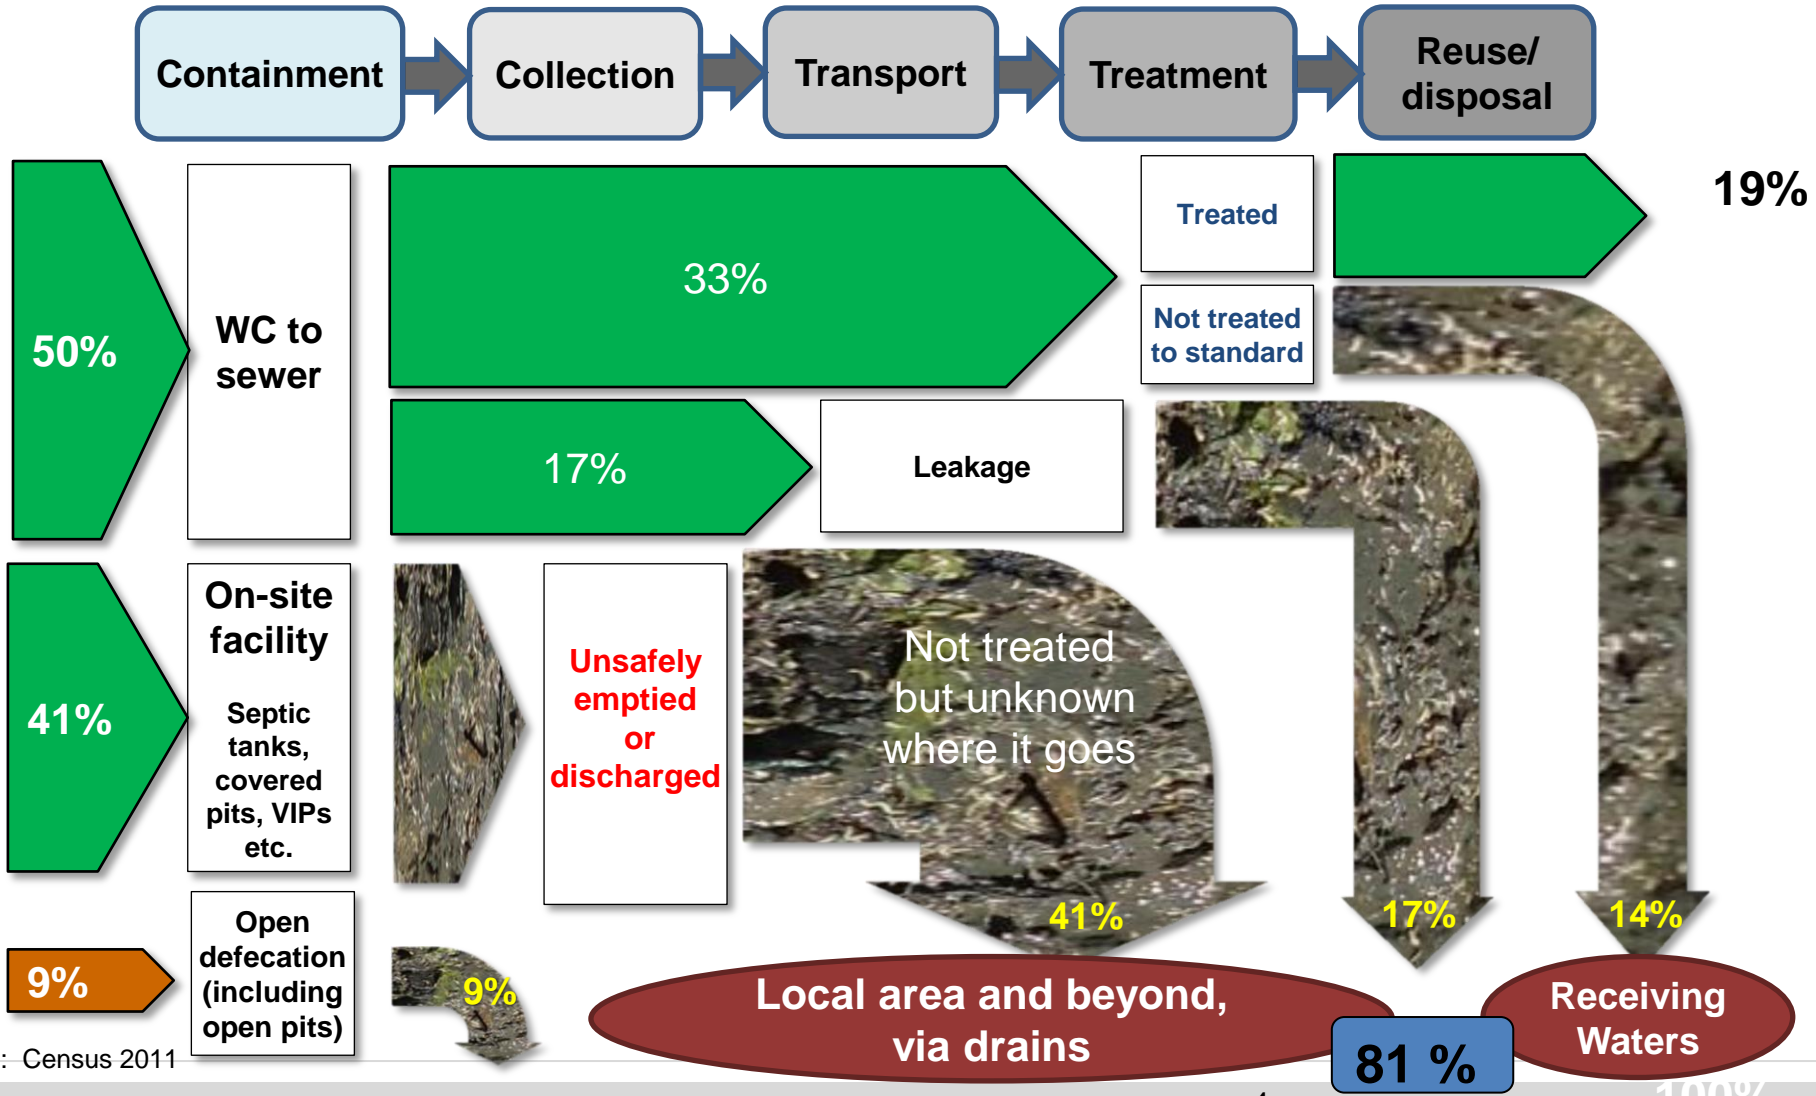 Containment
Collection
Transport
Treatment
Reuse/
disposal
50%
WC to
sewer
33%
Treated
19%
Not treated
to standard
17%
Leakage
41%
On-site
facility
Septic
tanks,
covered
pits, VIPs
etc.
Unsafely
emptied
or
discharged
Not treated
but unknown
where it goes
41%
17%
14%
9%
Open
defecation
(including
open pits)
9%
Local area and beyond,
via drains
Receiving
Waters
81 %
: Census 2011
100%